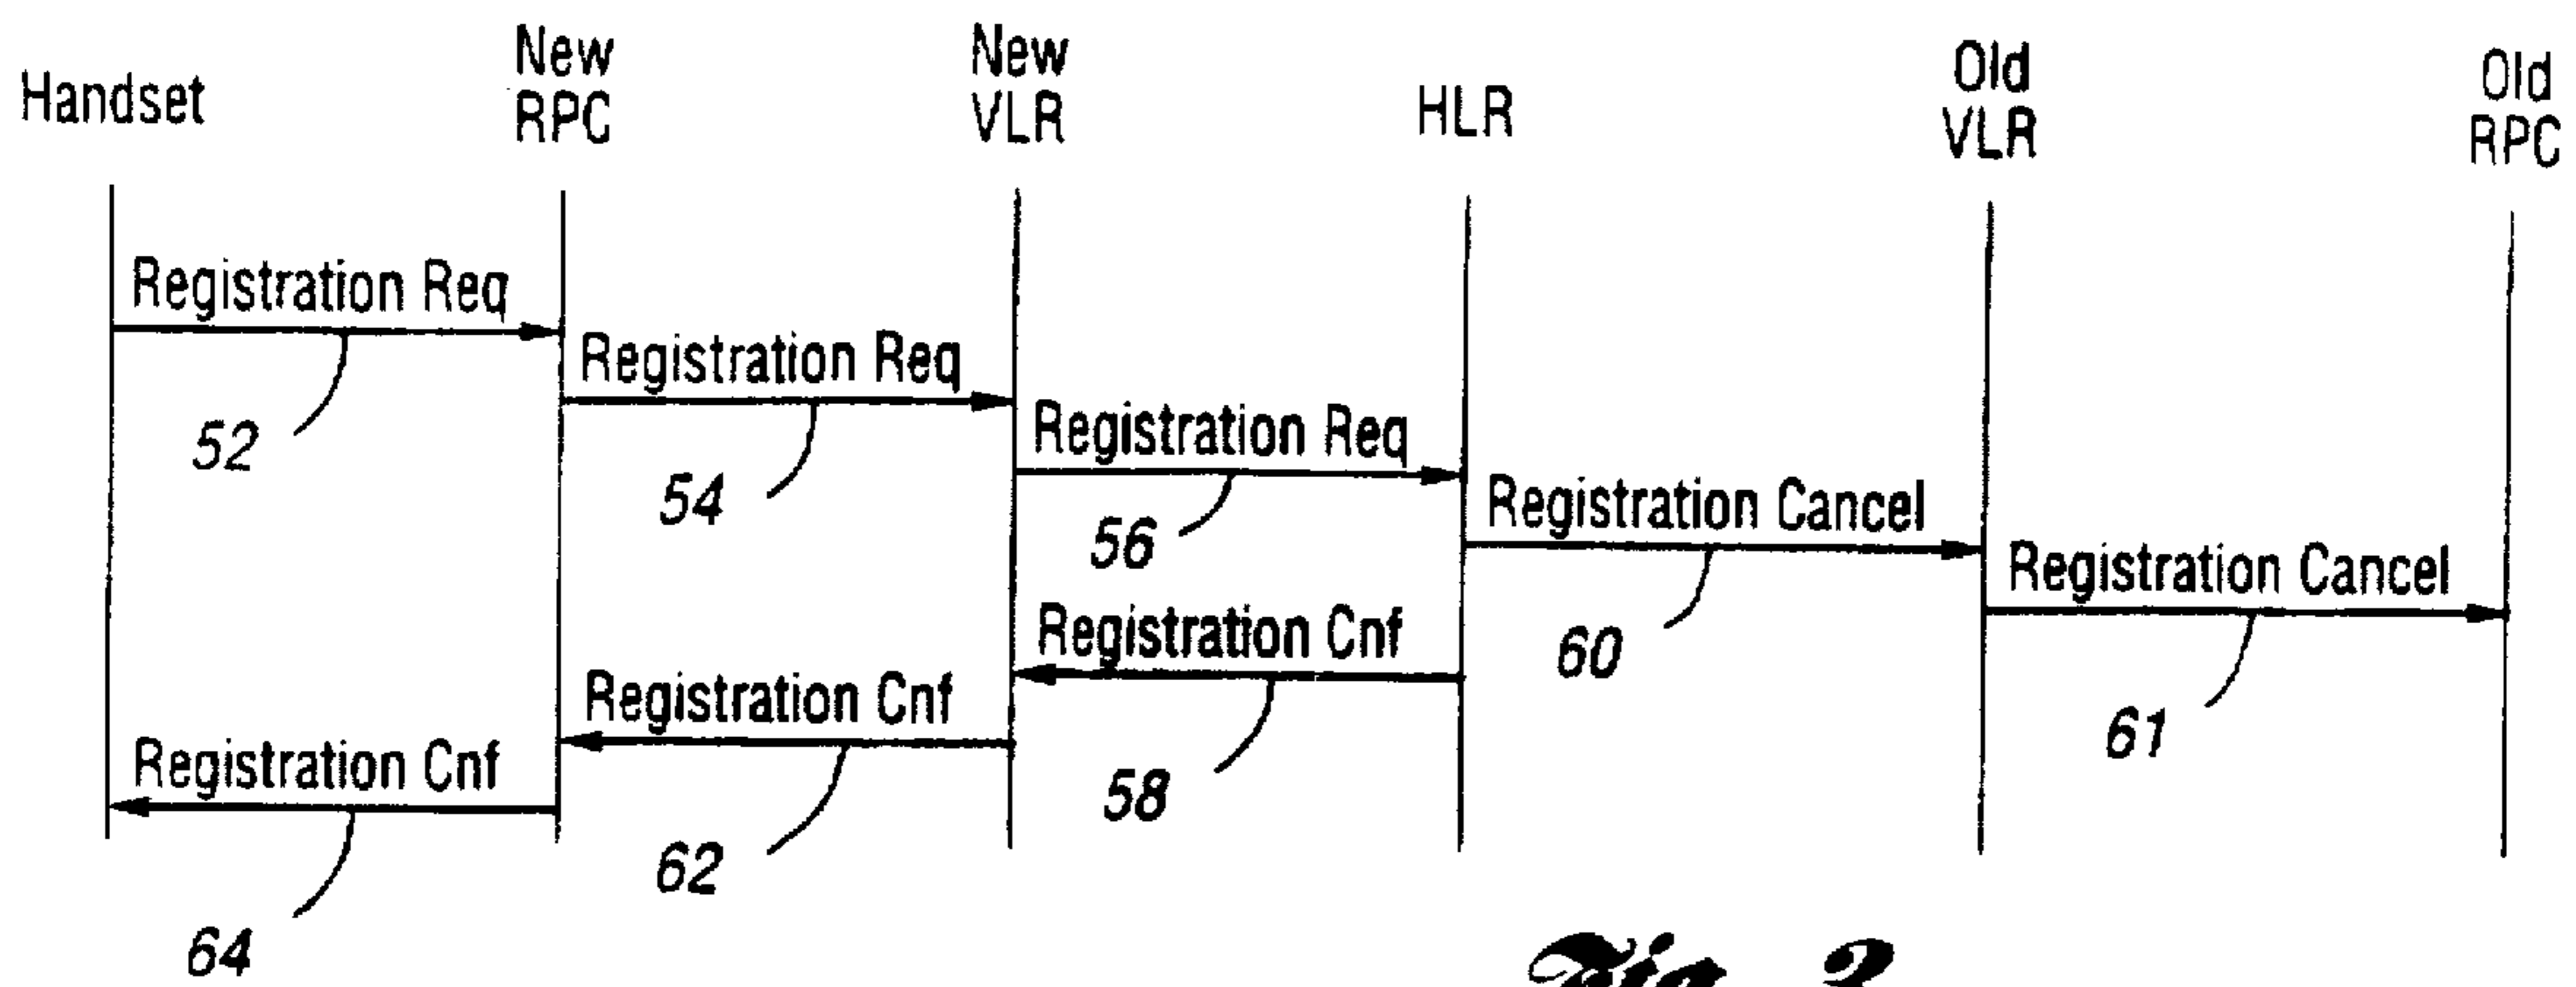 Handset
New
RPC
New
VLR
HLR
Old
VLR
Old
RPC
Registration Req
52
Registration Req
54
Registration Req
56
Registration Cancel
60
Registration Cancel
61
Registration Cnf
58
Registration Cnf
62
Registration Cnf
64